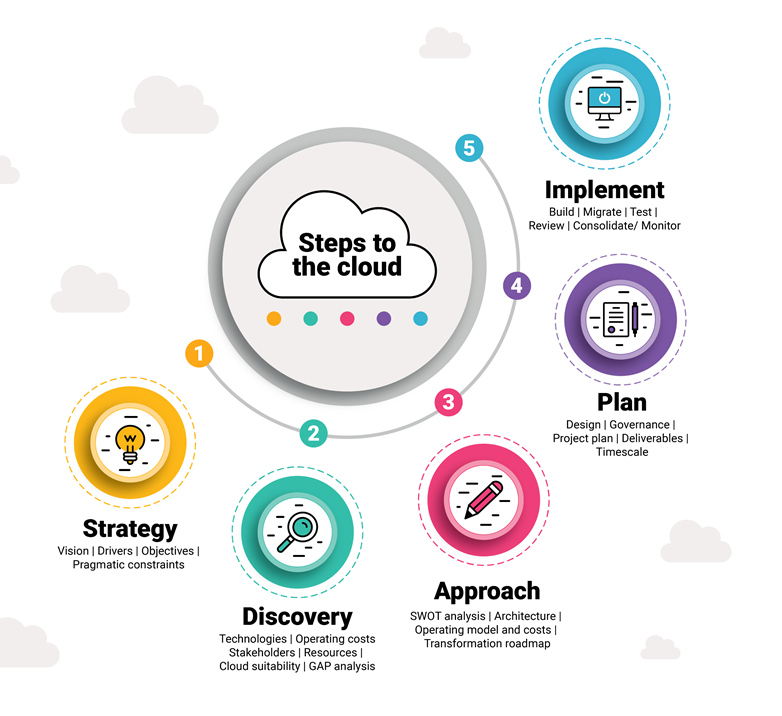 Steps to
the cloud
1
Strategy
Vision | Drivers | Objectives |
Pragmatic constraints
2
Discovery
Technologies | Operating costs
Stakeholders | Resources |
Cloud suitability | GAP analysis
3
Approach
SWOT analysis | Architecture |
Operating model and costs |
Transformation roadmap
4
Plan
Design | Governance |
Project plan | Deliverables |
Timescale
5
Implement
Build | Migrate | Test |
Review | Consolidate/ Monitor